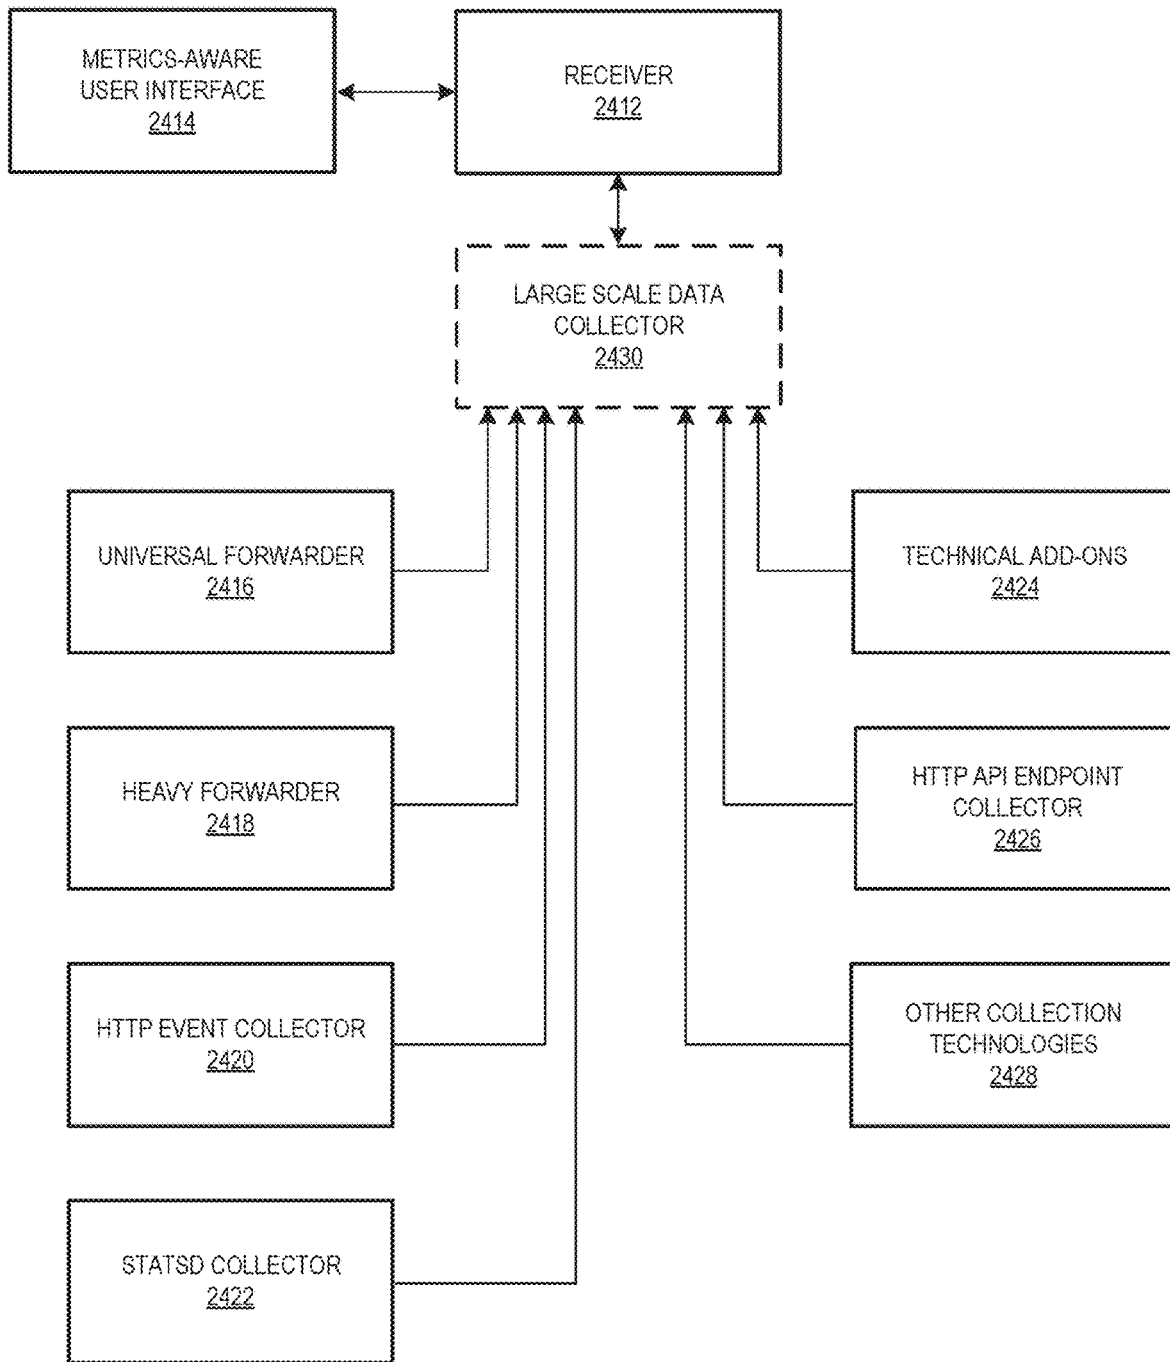 METRICS-AWARE
USER INTERFACE
2414
RECEIVER
2412
LARGE SCALE DATA
COLLECTOR
2430
UNIVERSAL FORWARDER
2416
TECHNICAL ADD-ONS
2424
HEAVY FORWARDER
2418
HTTP API ENDPOINT
COLLECTOR
2426
HTTP EVENT COLLECTOR
2420
OTHER COLLECTION
TECHNOLOGIES
2428
STATSD COLLECTOR
2422